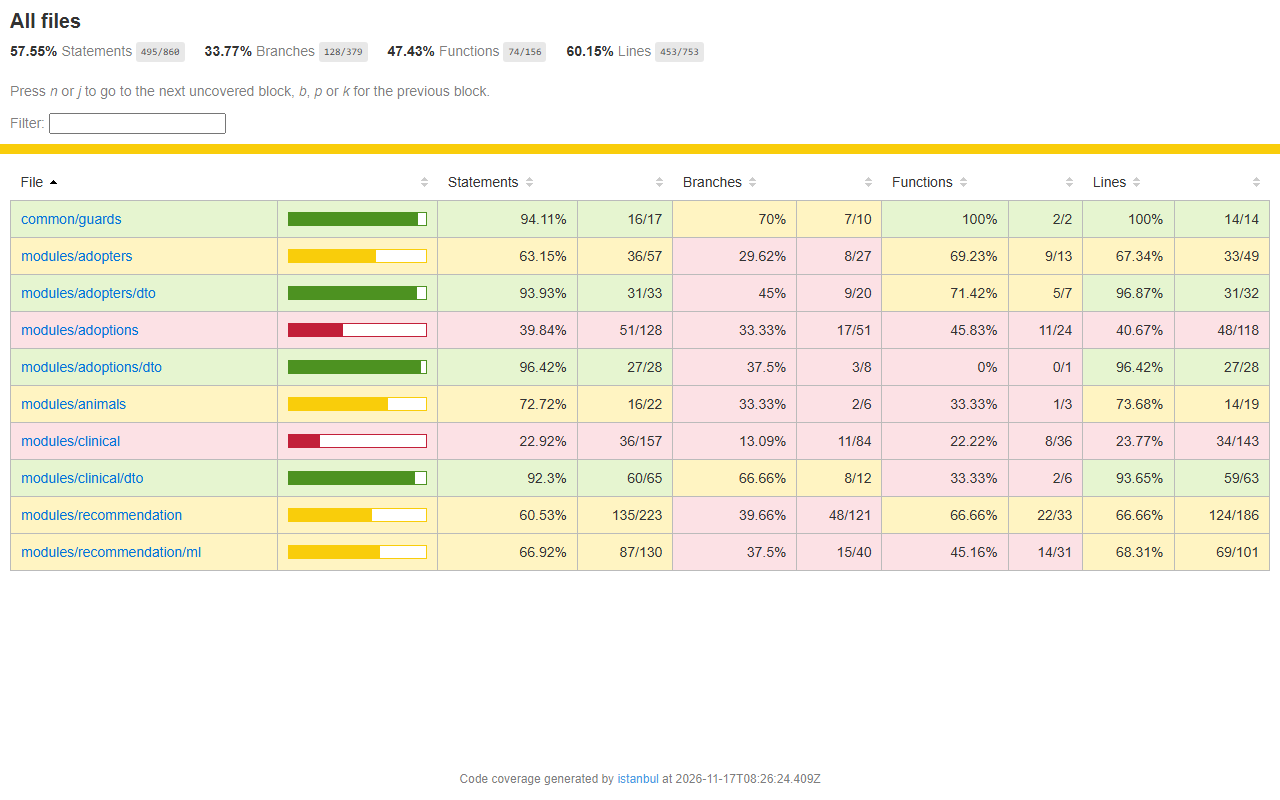 All files
57.55% Statements 495/860 33.77% Branches 128/379 47.43% Functions 74/156 60.15% Lines 453/753
Press n or j to go to the next uncovered block, b, p or k for the previous block.
Filter:
File Statements Branches Functions Lines
common/guards 94.11% 16/17 70% 7/10 100% 2/2 100% 14/14
modules/adopters 63.15% 36/57 29.62% 8/27 69.23% 9/13 67.34% 33/49
modules/adopters/dto 93.93% 31/33 45% 9/20 71.42% 5/7 96.87% 31/32
modules/adoptions 39.84% 51/128 33.33% 17/51 45.83% 11/24 40.67% 48/118
modules/adoptions/dto 96.42% 27/28 37.5% 3/8 0% 0/1 96.42% 27/28
modules/animals 72.72% 16/22 33.33% 2/6 33.33% 1/3 73.68% 14/19
modules/clinical 22.92% 36/157 13.09% 11/84 22.22% 8/36 23.77% 34/143
modules/clinical/dto 92.3% 60/65 66.66% 8/12 33.33% 2/6 93.65% 59/63
modules/recommendation 60.53% 135/223 39.66% 48/121 66.66% 22/33 66.66% 124/186
modules/recommendation/ml 66.92% 87/130 37.5% 15/40 45.16% 14/31 68.31% 69/101
Code coverage generated by istanbul at 2026-11-17T08:26:24.409Z